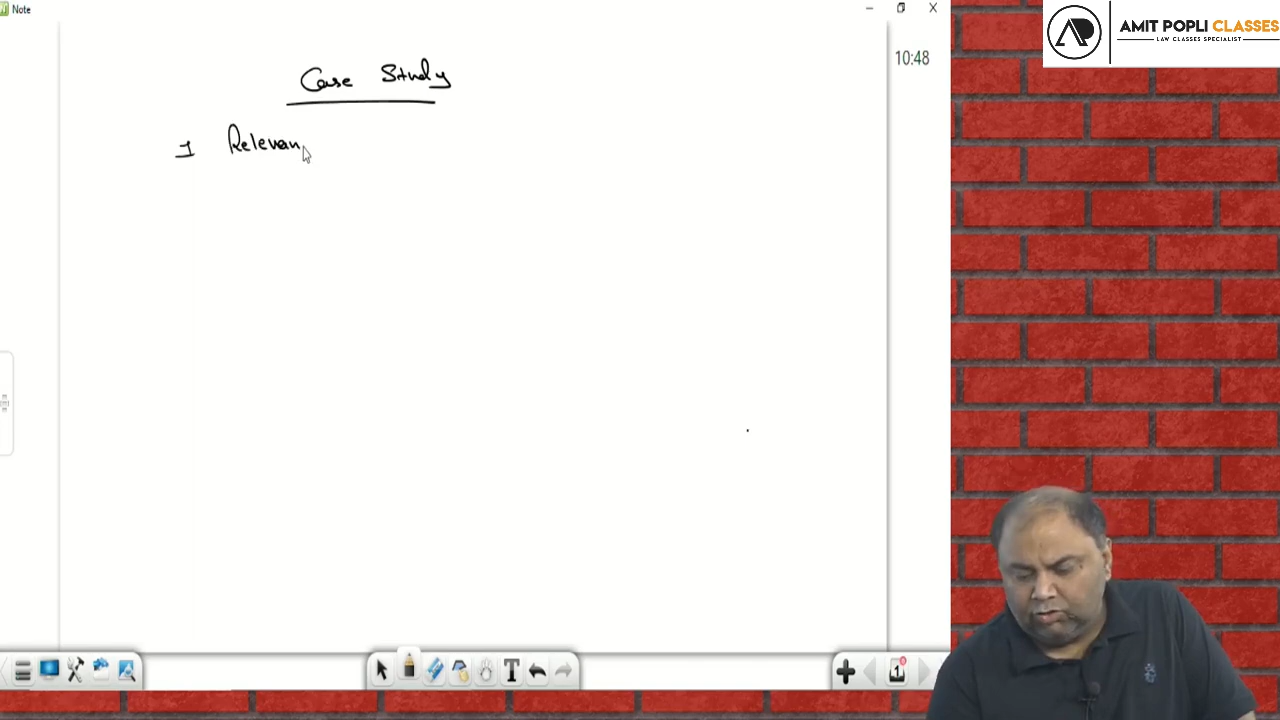 Note
AMIT POPLI CLASSES
LAW CLASSES SPECIALIST
10:48
Case Study
1 Relevan